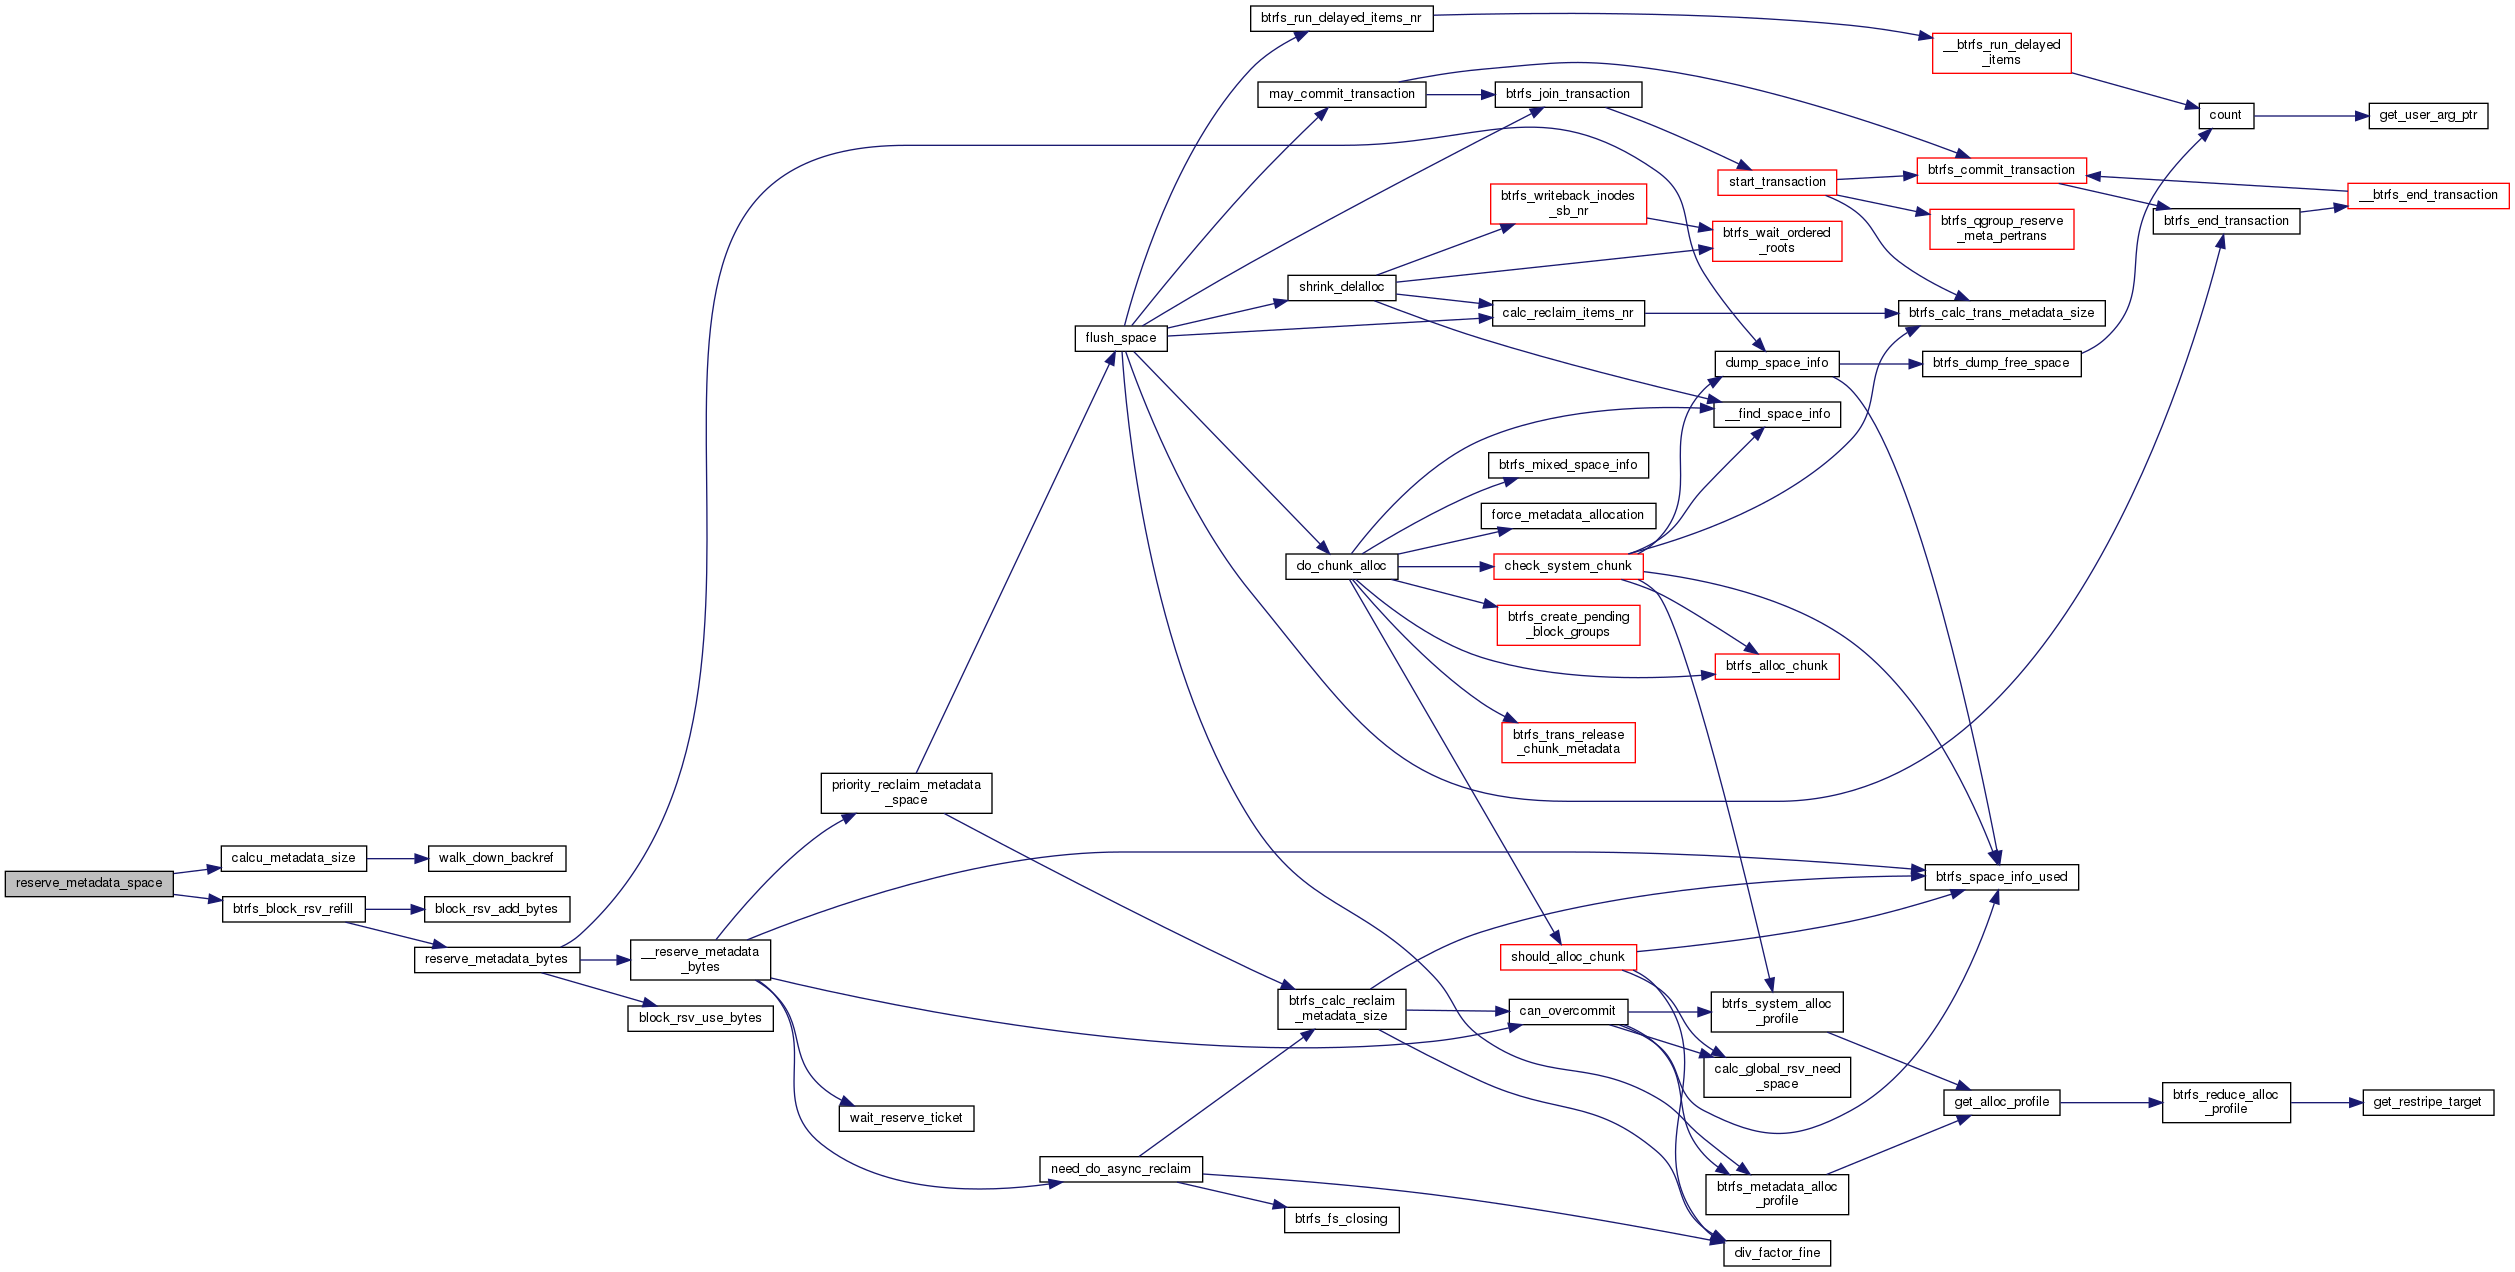 btrfs_run_delayed_items_nr
__btrfs_run_delayed
_items
may_commit_transaction
btrfs_join_transaction
count
get_user_arg_ptr
btrfs_commit_transaction
start_transaction
btrfs_writeback_inodes
_sb_nr
__btrfs_end_transaction
btrfs_qgroup_reserve
_meta_pertrans
btrfs_end_transaction
btrfs_wait_ordered
_roots
shrink_delalloc
calc_reclaim_items_nr
btrfs_calc_trans_metadata_size
flush_space
dump_space_info
btrfs_dump_free_space
__find_space_info
btrfs_mixed_space_info
force_metadata_allocation
do_chunk_alloc
check_system_chunk
btrfs_create_pending
_block_groups
btrfs_alloc_chunk
btrfs_trans_release
_chunk_metadata
priority_reclaim_metadata
_space
calcu_metadata_size
walk_down_backref
reserve_metadata_space
btrfs_space_info_used
btrfs_block_rsv_refill
block_rsv_add_bytes
reserve_metadata_bytes
__reserve_metadata
_bytes
should_alloc_chunk
block_rsv_use_bytes
btrfs_calc_reclaim
_metadata_size
can_overcommit
btrfs_system_alloc
_profile
calc_global_rsv_need
_space
wait_reserve_ticket
get_alloc_profile
btrfs_reduce_alloc
_profile
get_restripe_target
need_do_async_reclaim
btrfs_metadata_alloc
_profile
btrfs_fs_closing
div_factor_fine